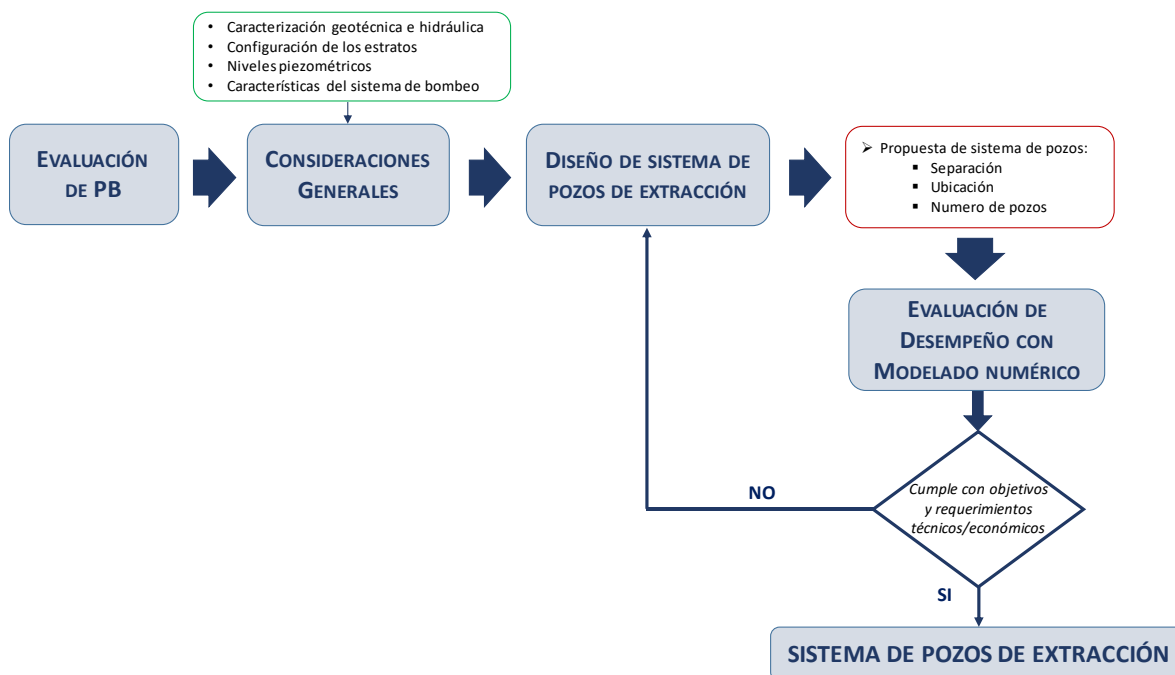 • Caracterización geotécnica e hidráulica
• Configuración de los estratos
• Niveles piezométricos
• Características del sistema de bombeo
EVALUACIÓN
DE PB
CONSIDERACIONES
GENERALES
DISEÑO DE SISTEMA DE
POZOS DE EXTRACCIÓN
➢ Propuesta de sistema de pozos:
▪ Separación
▪ Ubicación
▪ Numero de pozos
EVALUACIÓN DE
DESEMPEÑO CON
MODELADO NUMÉRICO
Cumple con objetivos
y requerimientos
técnicos/económicos
NO
SI
SISTEMA DE POZOS DE EXTRACCIÓN